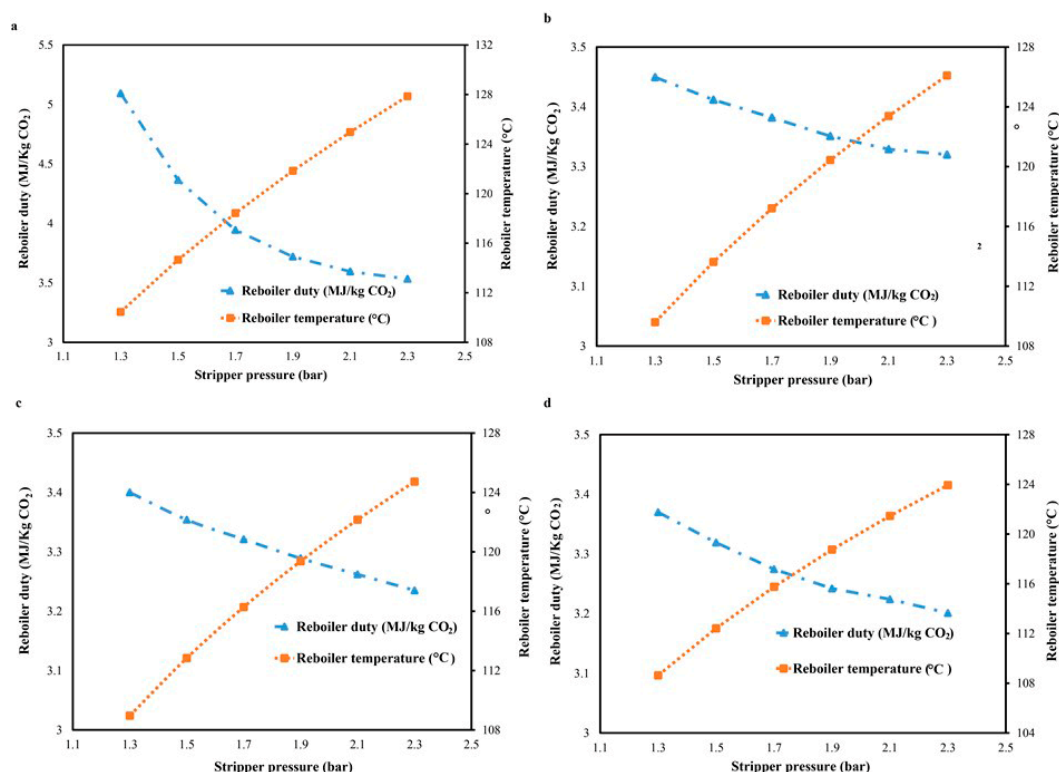 a
5.5
5
4.5
4
3.5
3
Reboiler duty (MJ/Kg CO₂)
132
128
124
120
116
112
108
Reboiler temperature (°C)
Reboiler duty (MJ/kg CO₂)
Reboiler temperature (°C)
1.1 1.3 1.5 1.7 1.9 2.1 2.3 2.5
Stripper pressure (bar)
b
3.5
3.4
3.3
3.2
3.1
3
Reboiler duty (MJ/Kg CO₂)
128
124
120
116
112
108
Reboiler temperature (°C)
o
2
Reboiler duty (MJ/kg CO₂)
Reboiler temperature (°C )
1.1 1.3 1.5 1.7 1.9 2.1 2.3 2.5
Stripper pressure (bar)
c
3.5
3.4
3.3
3.2
3.1
3
Reboiler duty (MJ/Kg CO₂)
128
124
120
116
112
108
Reboiler temperature (°C)
o
Reboiler duty (MJ/kg CO₂)
Reboiler temperature (°C )
1.1 1.3 1.5 1.7 1.9 2.1 2.3 2.5
Stripper pressure (bar)
d
3.5
3.4
3.3
3.2
3.1
3
Reboiler duty (MJ/Kg CO₂)
128
124
120
116
112
108
104
Reboiler temperature (°C)
Reboiler duty (MJ/kg CO₂)
Reboiler temperature (°C )
1.1 1.3 1.5 1.7 1.9 2.1 2.3 2.5
Stripper pressure (bar)